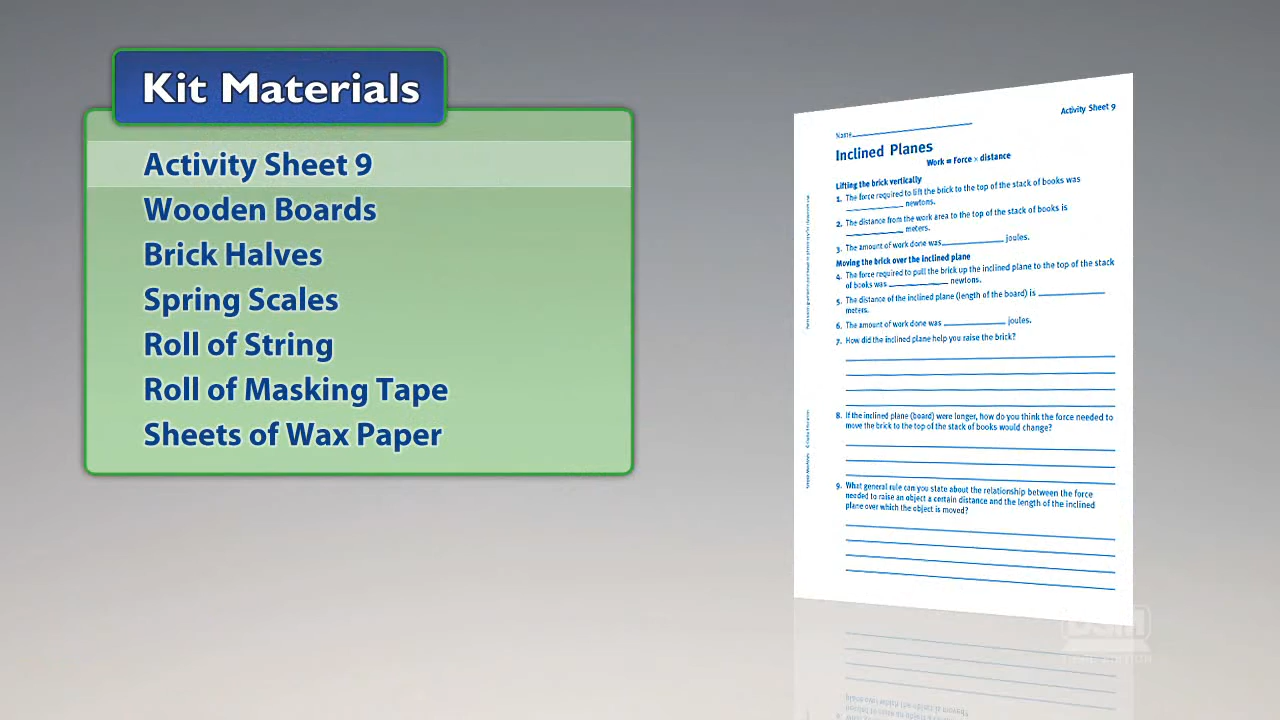 Kit Materials
Activity Sheet 9
Wooden Boards
Brick Halves
Spring Scales
Roll of String
Roll of Masking Tape
Sheets of Wax Paper
Activity Sheet 9
Name
Inclined Planes
Work = Force × distance
Lifting the brick vertically
1. The force required to lift the brick to the top of the stack of books was
newtons.
2. The distance from the work area to the top of the stack of books is
meters.
3. The amount of work done was joules.
Moving the brick over the inclined plane
4. The force required to pull the brick up the inclined plane to the top of the stack
of books was newtons.
5. The distance of the inclined plane (length of the board) is
meters.
6. The amount of work done was joules.
7. How did the inclined plane help you raise the brick?
8. If the inclined plane (board) were longer, how do you think the force needed to
move the brick to the top of the stack of books would change?
9. What general rule can you state about the relationship between the force
needed to raise an object a certain distance and the length of the inclined
plane over which the object is moved?